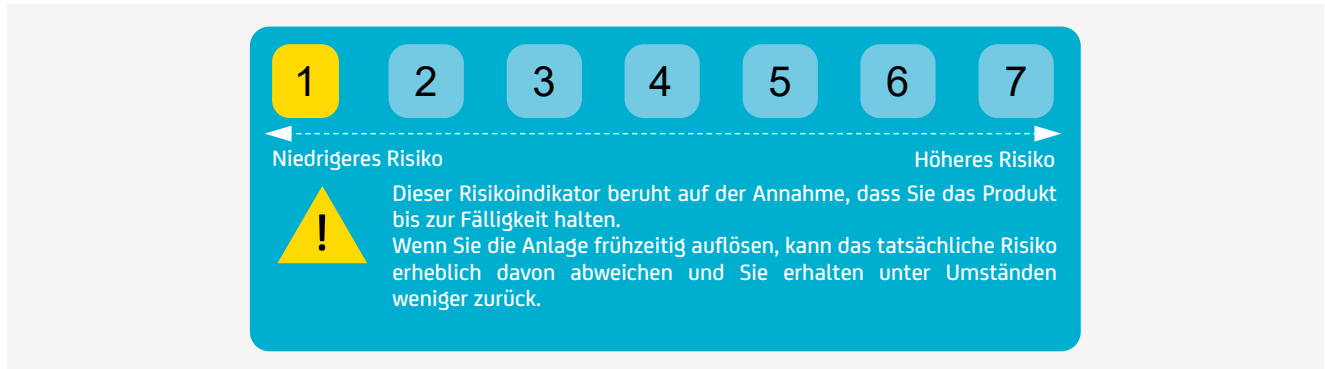 1 2 3 4 5 6 7
Niedrigeres Risiko Höheres Risiko
!
Dieser Risikoindikator beruht auf der Annahme, dass Sie das Produkt
bis zur Fälligkeit halten.
Wenn Sie die Anlage frühzeitig auflösen, kann das tatsächliche Risiko
erheblich davon abweichen und Sie erhalten unter Umständen
weniger zurück.